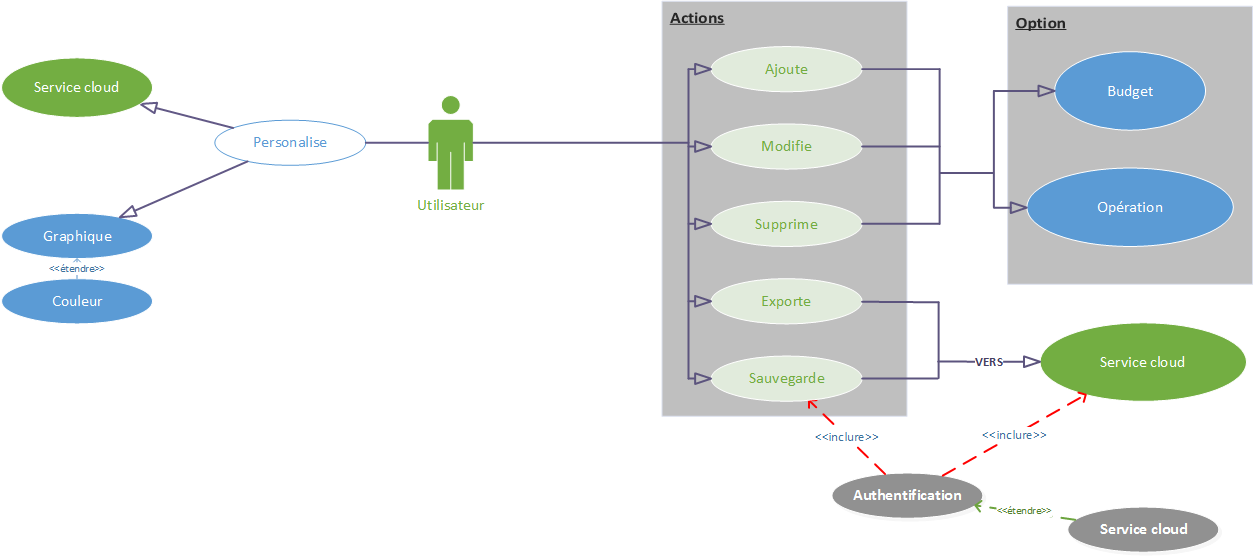 Actions
Option
Service cloud
Ajoute
Budget
Personalise
Modifie
Utilisateur
Opération
Supprime
Graphique
<<étendre>>
Couleur
Exporte
VERS
Service cloud
Sauvegarde
<<inclure>>
<<inclure>>
Authentification
<<étendre>>
Service cloud